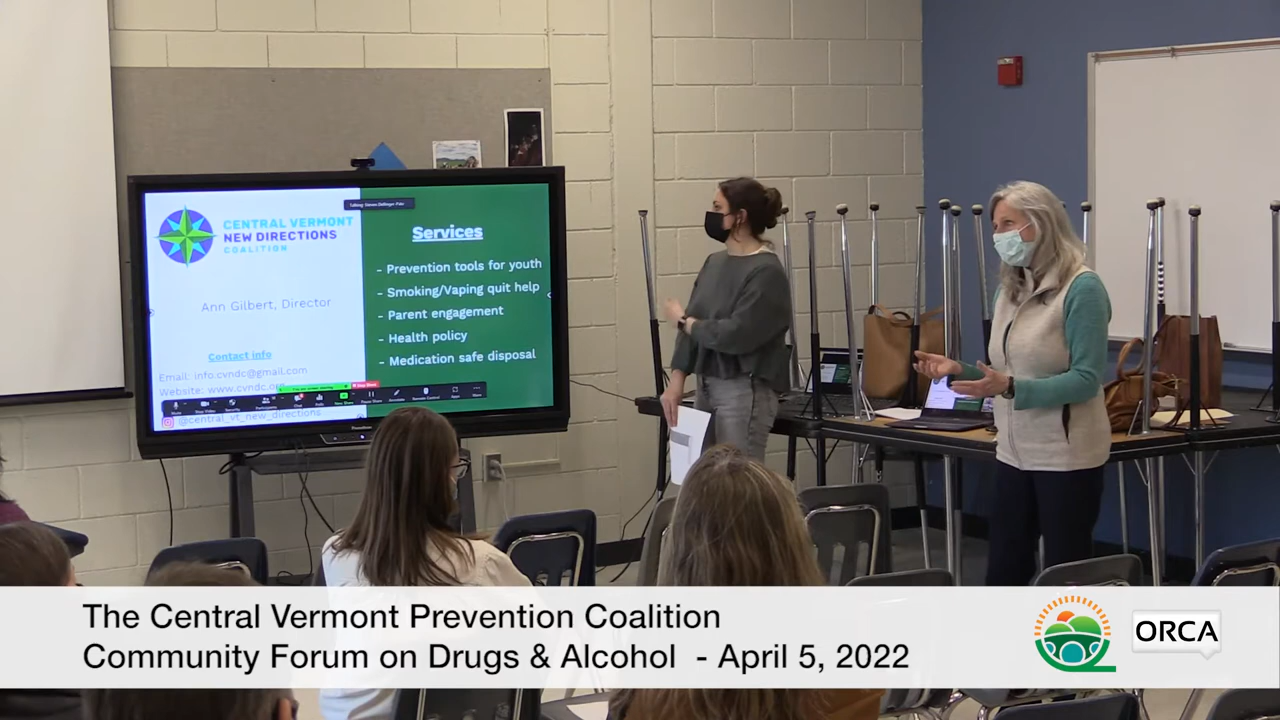 CENTRAL VERMONT
NEW DIRECTIONS
COALITION
Ann Gilbert, Director
Contact info
Email: info.cvndc@gmail.com
Website: www.cvndc.org
@central_vt_new_directions
Services
- Prevention tools for youth
- Smoking/Vaping quit help
- Parent engagement
- Health policy
- Medication safe disposal
The Central Vermont Prevention Coalition
Community Forum on Drugs & Alcohol - April 5, 2022
ORCA